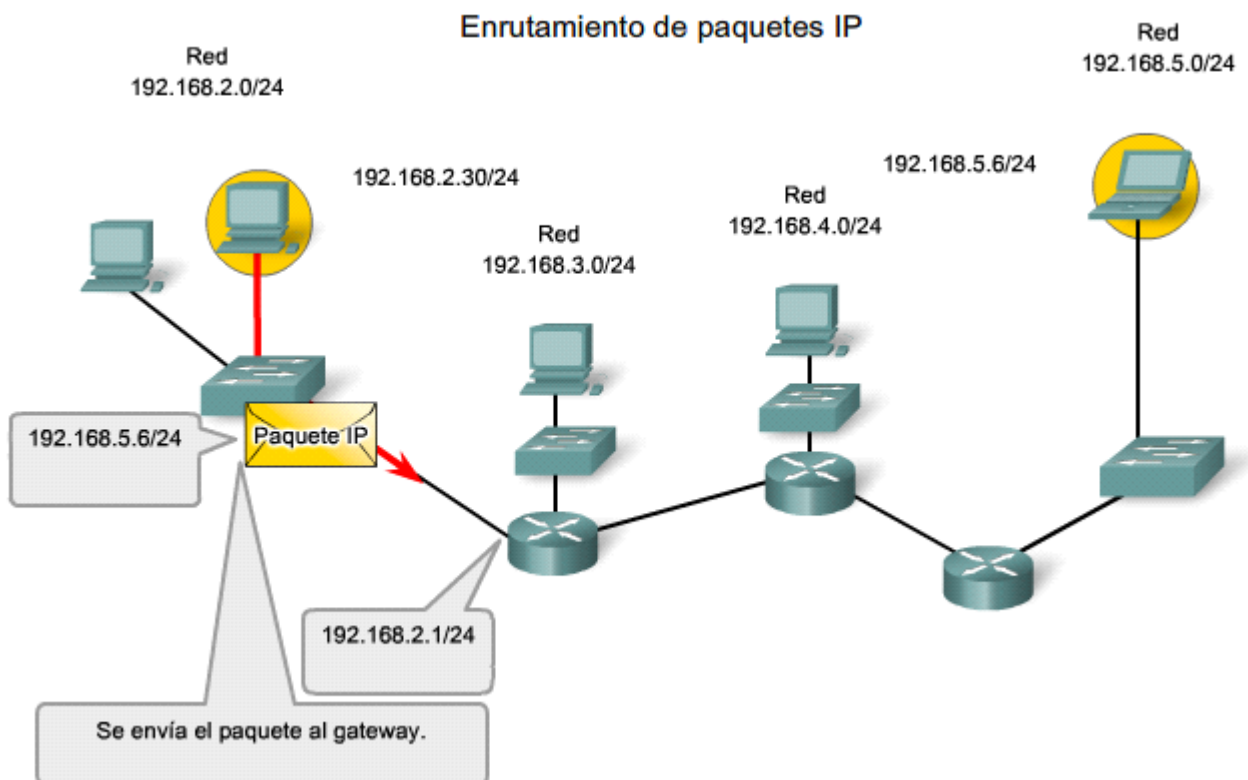 Enrutamiento de paquetes IP
Red
192.168.2.0/24
Red
192.168.5.0/24
192.168.2.30/24
192.168.5.6/24
Red
192.168.4.0/24
Red
192.168.3.0/24
192.168.5.6/24
Paquete IP
192.168.2.1/24
Se envía el paquete al gateway.